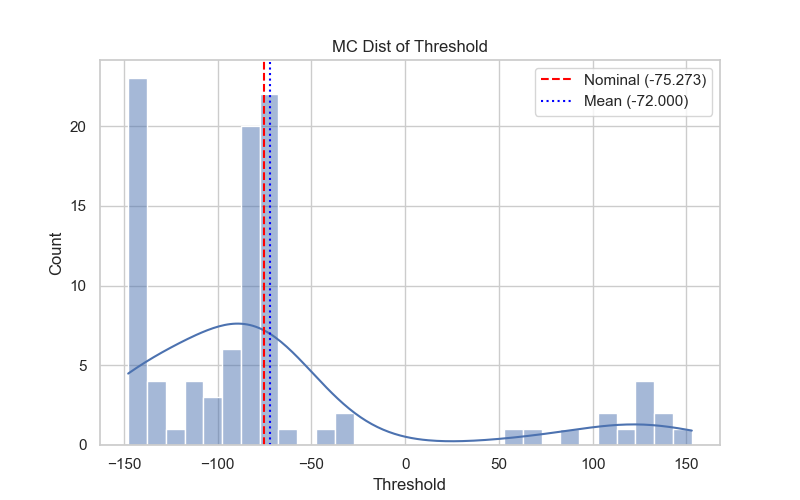 MC Dist of Threshold
Nominal (-75.273)
Mean (-72.000)
Count
20
15
10
5
0
−150
−100
−50
0
50
100
150
Threshold